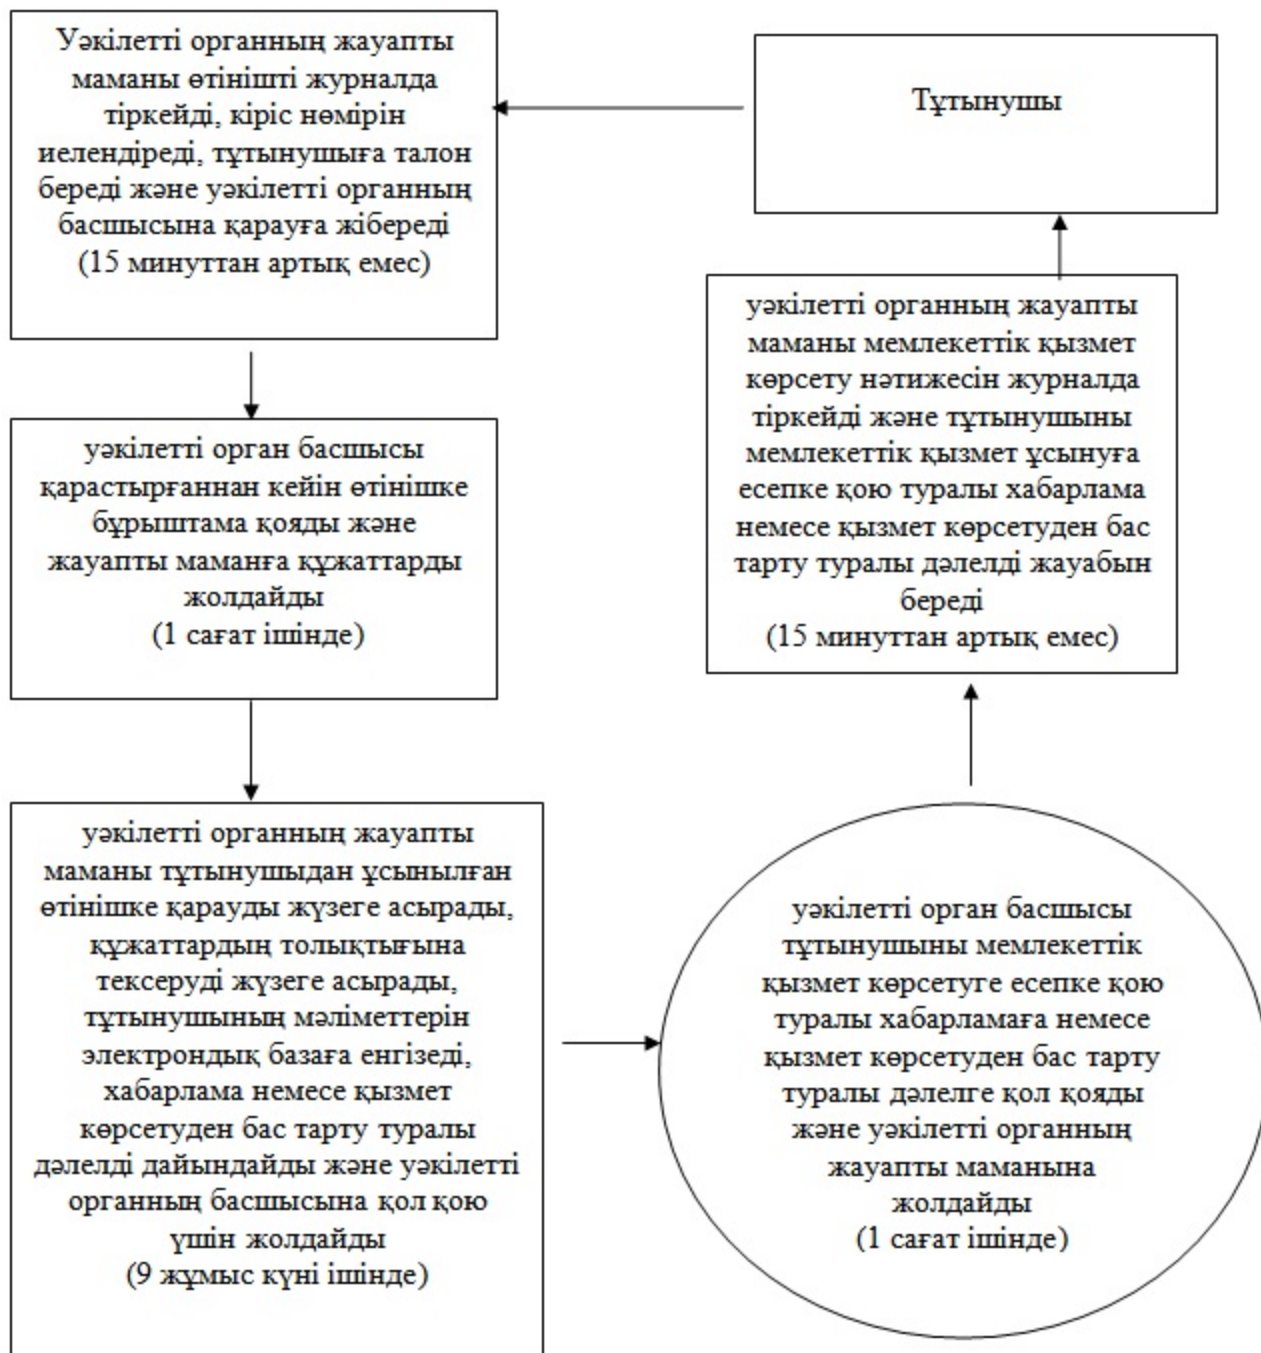 Уәкілетті органның жауапты
маманы өтінішті журналда
тіркейді, кіріс нөмірін
иелендіреді, тұтынушыға талон
береді және уәкілетті органның
басшысына қарауға жібереді
(15 минуттан артық емес)
Тұтынушы
уәкілетті орган басшысы
қарастырғаннан кейін өтінішке
бұрыштама қояды және
жауапты маманға құжаттарды
жолдайды
(1 сағат ішінде)
уәкілетті органның жауапты
маманы мемлекеттік қызмет
көрсету нәтижесін журналда
тіркейді және тұтынушыны
мемлекеттік қызмет ұсынуға
есепке қою туралы хабарлама
немесе қызмет көрсетуден бас
тарту туралы дәлелді жауабын
береді
(15 минуттан артық емес)
уәкілетті органның жауапты
маманы тұтынушыдан ұсынылған
өтінішке қарауды жүзеге асырады,
құжаттардың толықтығына
тексеруді жүзеге асырады,
тұтынушының мәліметтерін
электрондық базаға енгізеді,
хабарлама немесе қызмет
көрсетуден бас тарту туралы
дәлелді дайындайды және уәкілетті
органның басшысына қол қою
үшін жолдайды
(9 жұмыс күні ішінде)
уәкілетті орган басшысы
тұтынушыны мемлекеттік
қызмет көрсетуге есепке қою
туралы хабарламаға немесе
қызмет көрсетуден бас тарту
туралы дәлелге қол қояды
және уәкілетті органның
жауапты маманына
жолдайды
(1 сағат ішінде)